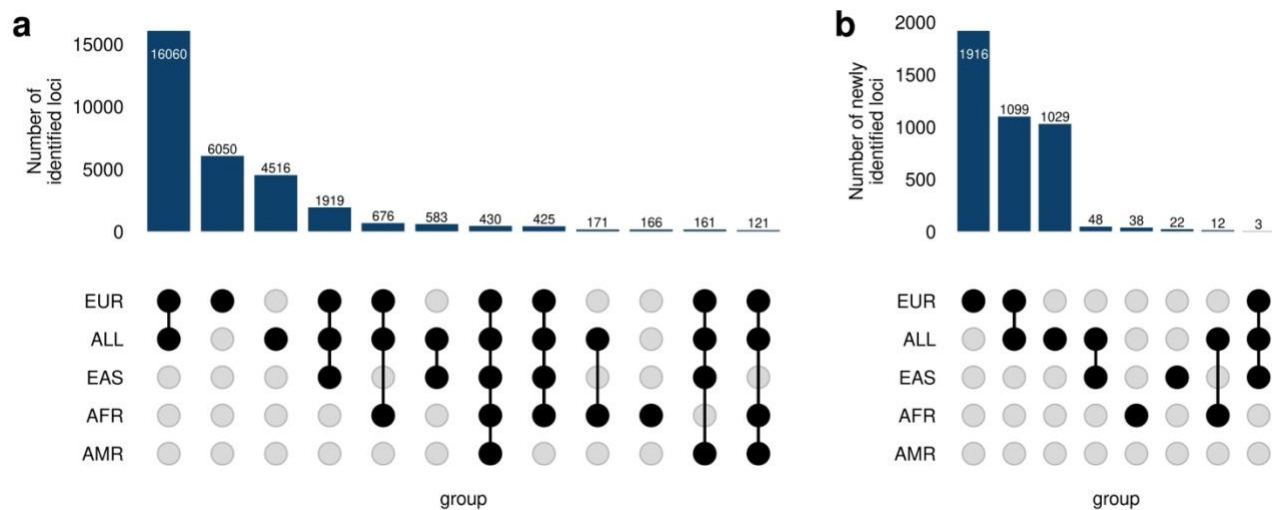 a
Number of
identified loci
15000
10000
5000
0
16060
6050
4516
1919
676
583
430
425
171
166
161
121
EUR
ALL
EAS
AFR
AMR
group
b
Number of newly
identified loci
2000
1500
1000
500
0
1916
1099
1029
48
38
22
12
3
EUR
ALL
EAS
AFR
AMR
group